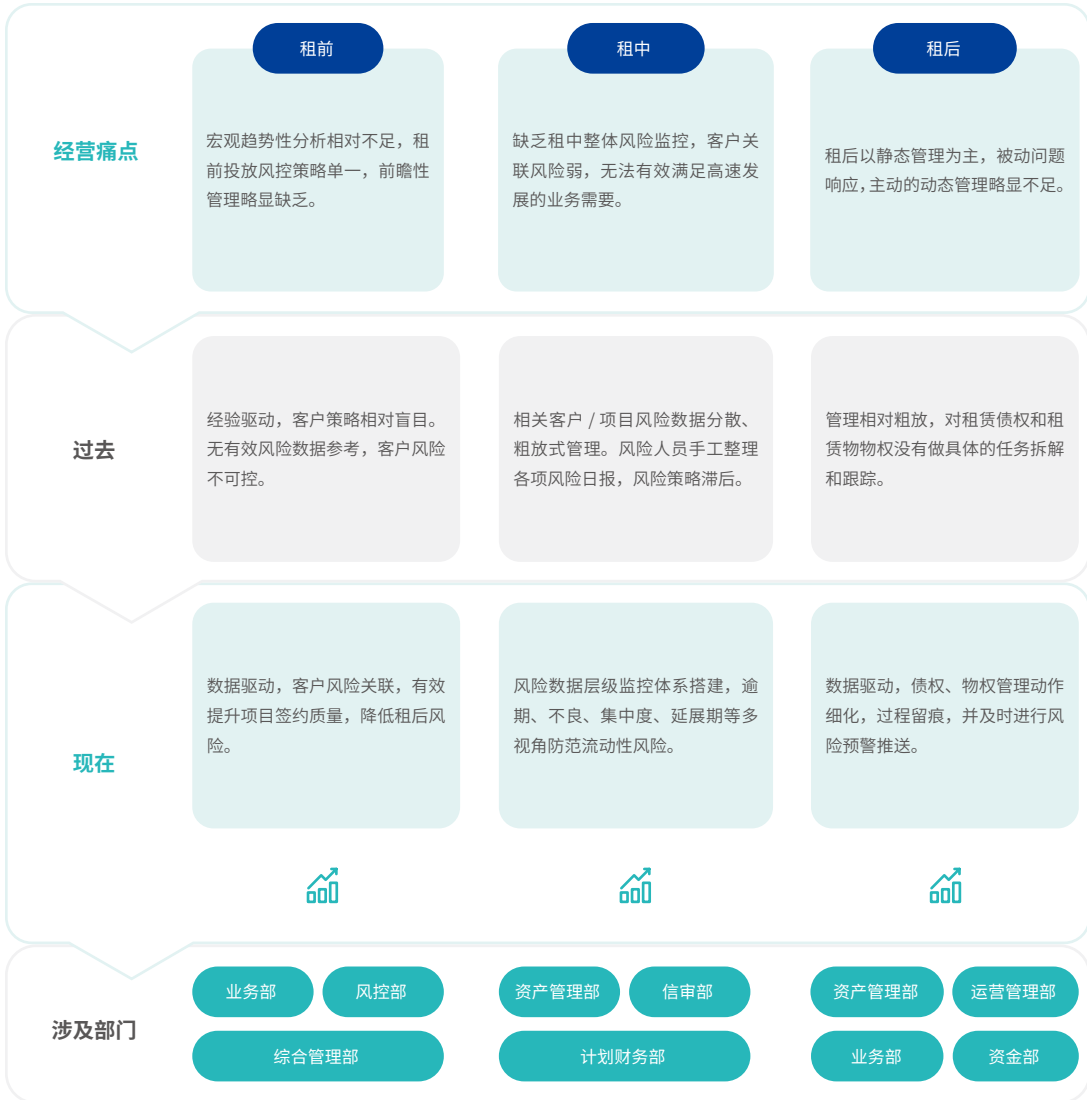 租前
租中
租后
经营痛点
宏观趋势性分析相对不足，租
前投放风控策略单一，前瞻性
管理略显缺乏。
缺乏租中整体风险监控，客户关
联风险弱，无法有效满足高速发
展的业务需要。
租后以静态管理为主，被动问题
响应，主动的动态管理略显不足。
过去
经验驱动，客户策略相对盲目。
无有效风险数据参考，客户风险
不可控。
相关客户 / 项目风险数据分散、
粗放式管理。风险人员手工整理
各项风险日报，风险策略滞后。
管理相对粗放，对租赁债权和租
赁物物权没有做具体的任务拆解
和跟踪。
现在
数据驱动，客户风险关联，有效
提升项目签约质量，降低租后风
险。
风险数据层级监控体系搭建，逾
期、不良、集中度、延展期等多
视角防范流动性风险。
数据驱动，债权、物权管理动作
细化，过程留痕，并及时进行风
险预警推送。
涉及部门
业务部
风控部
综合管理部
资产管理部
信审部
计划财务部
资产管理部
运营管理部
业务部
资金部